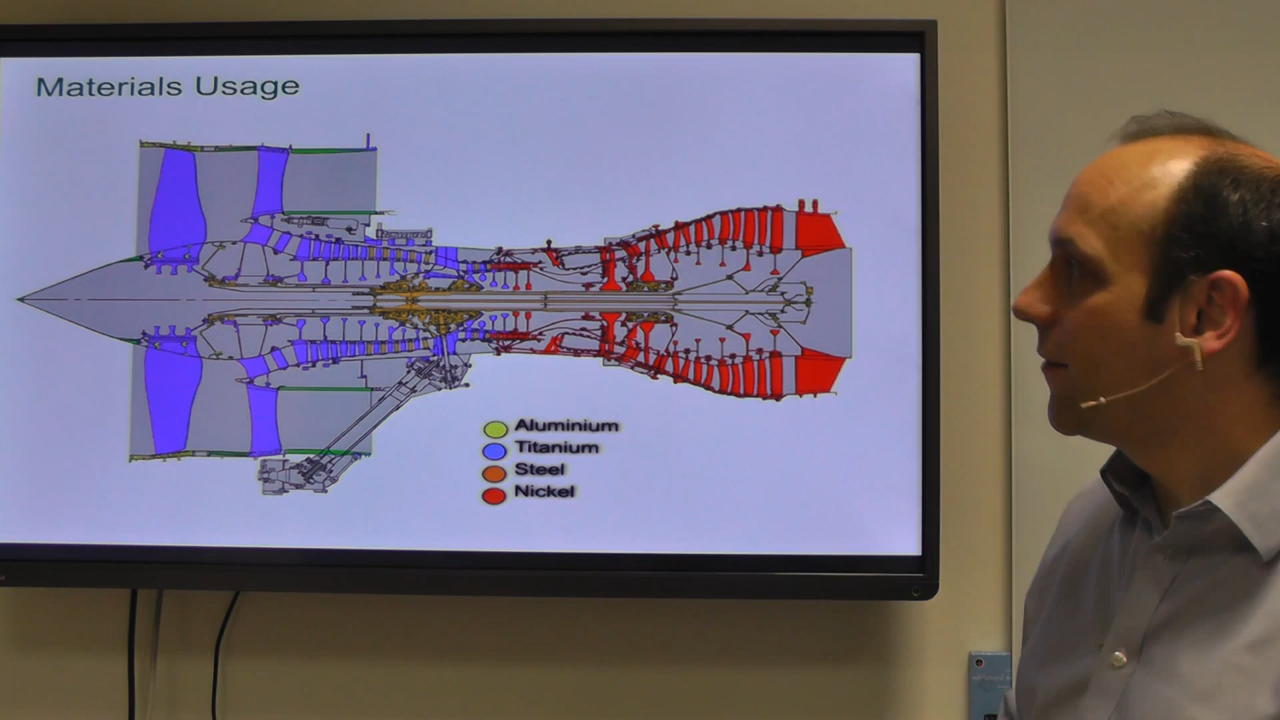 Materials Usage
Aluminium
Titanium
Steel
Nickel